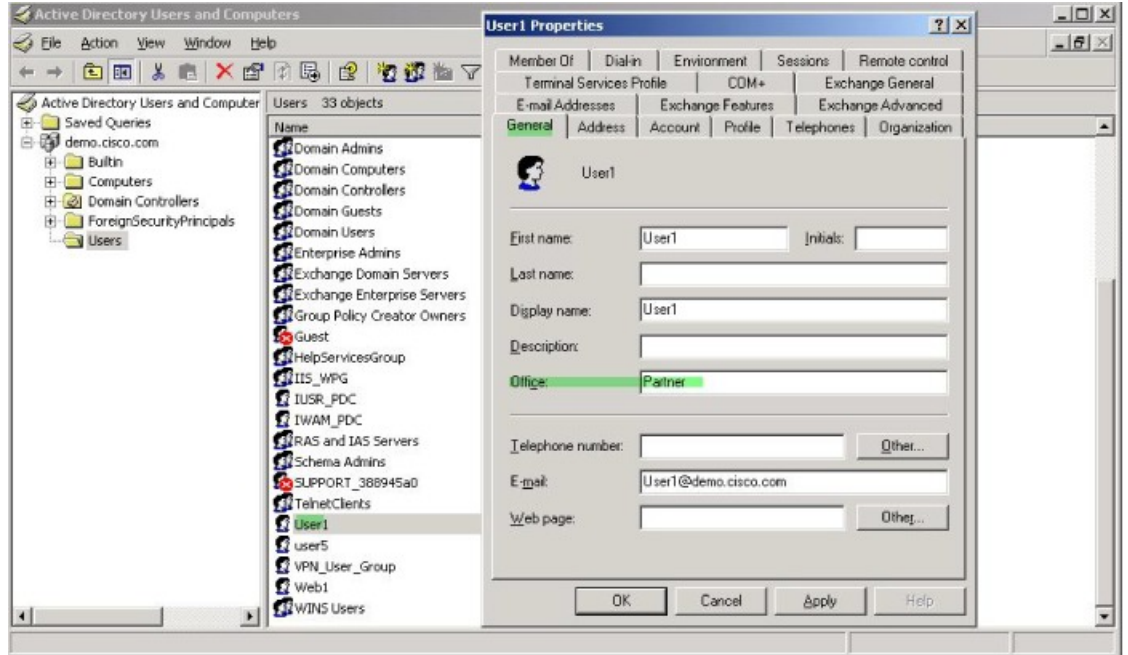 Active Directory Users and Computers
File Action View Window Help
Active Directory Users and Computer
Saved Queries
demo.cisco.com
Builtin
Computers
Domain Controllers
ForeignSecurityPrincipals
Users
Users 33 objects
Name
Domain Admins
Domain Computers
Domain Controllers
Domain Guests
Domain Users
Enterprise Admins
Exchange Domain Servers
Exchange Enterprise Servers
Group Policy Creator Owners
Guest
HelpServicesGroup
IIS_WPG
IUSR_PDC
IWAM_PDC
RAS and IAS Servers
Schema Admins
SUPPORT_388945a0
TelnetClients
User1
user5
VPN_User_Group
Web1
WINS Users
User1 Properties
Member Of Dial-in Environment Sessions Remote control
Terminal Services Profile COM+ Exchange General
E-mail Addresses Exchange Features Exchange Advanced
General Address Account Profile Telephones Organization
User1
First name: User1 Initials:
Last name:
Display name: User1
Description:
Office: Partner
Telephone number: Other...
E-mail: User1@demo.cisco.com
Web page: Other...
OK Cancel Apply Help